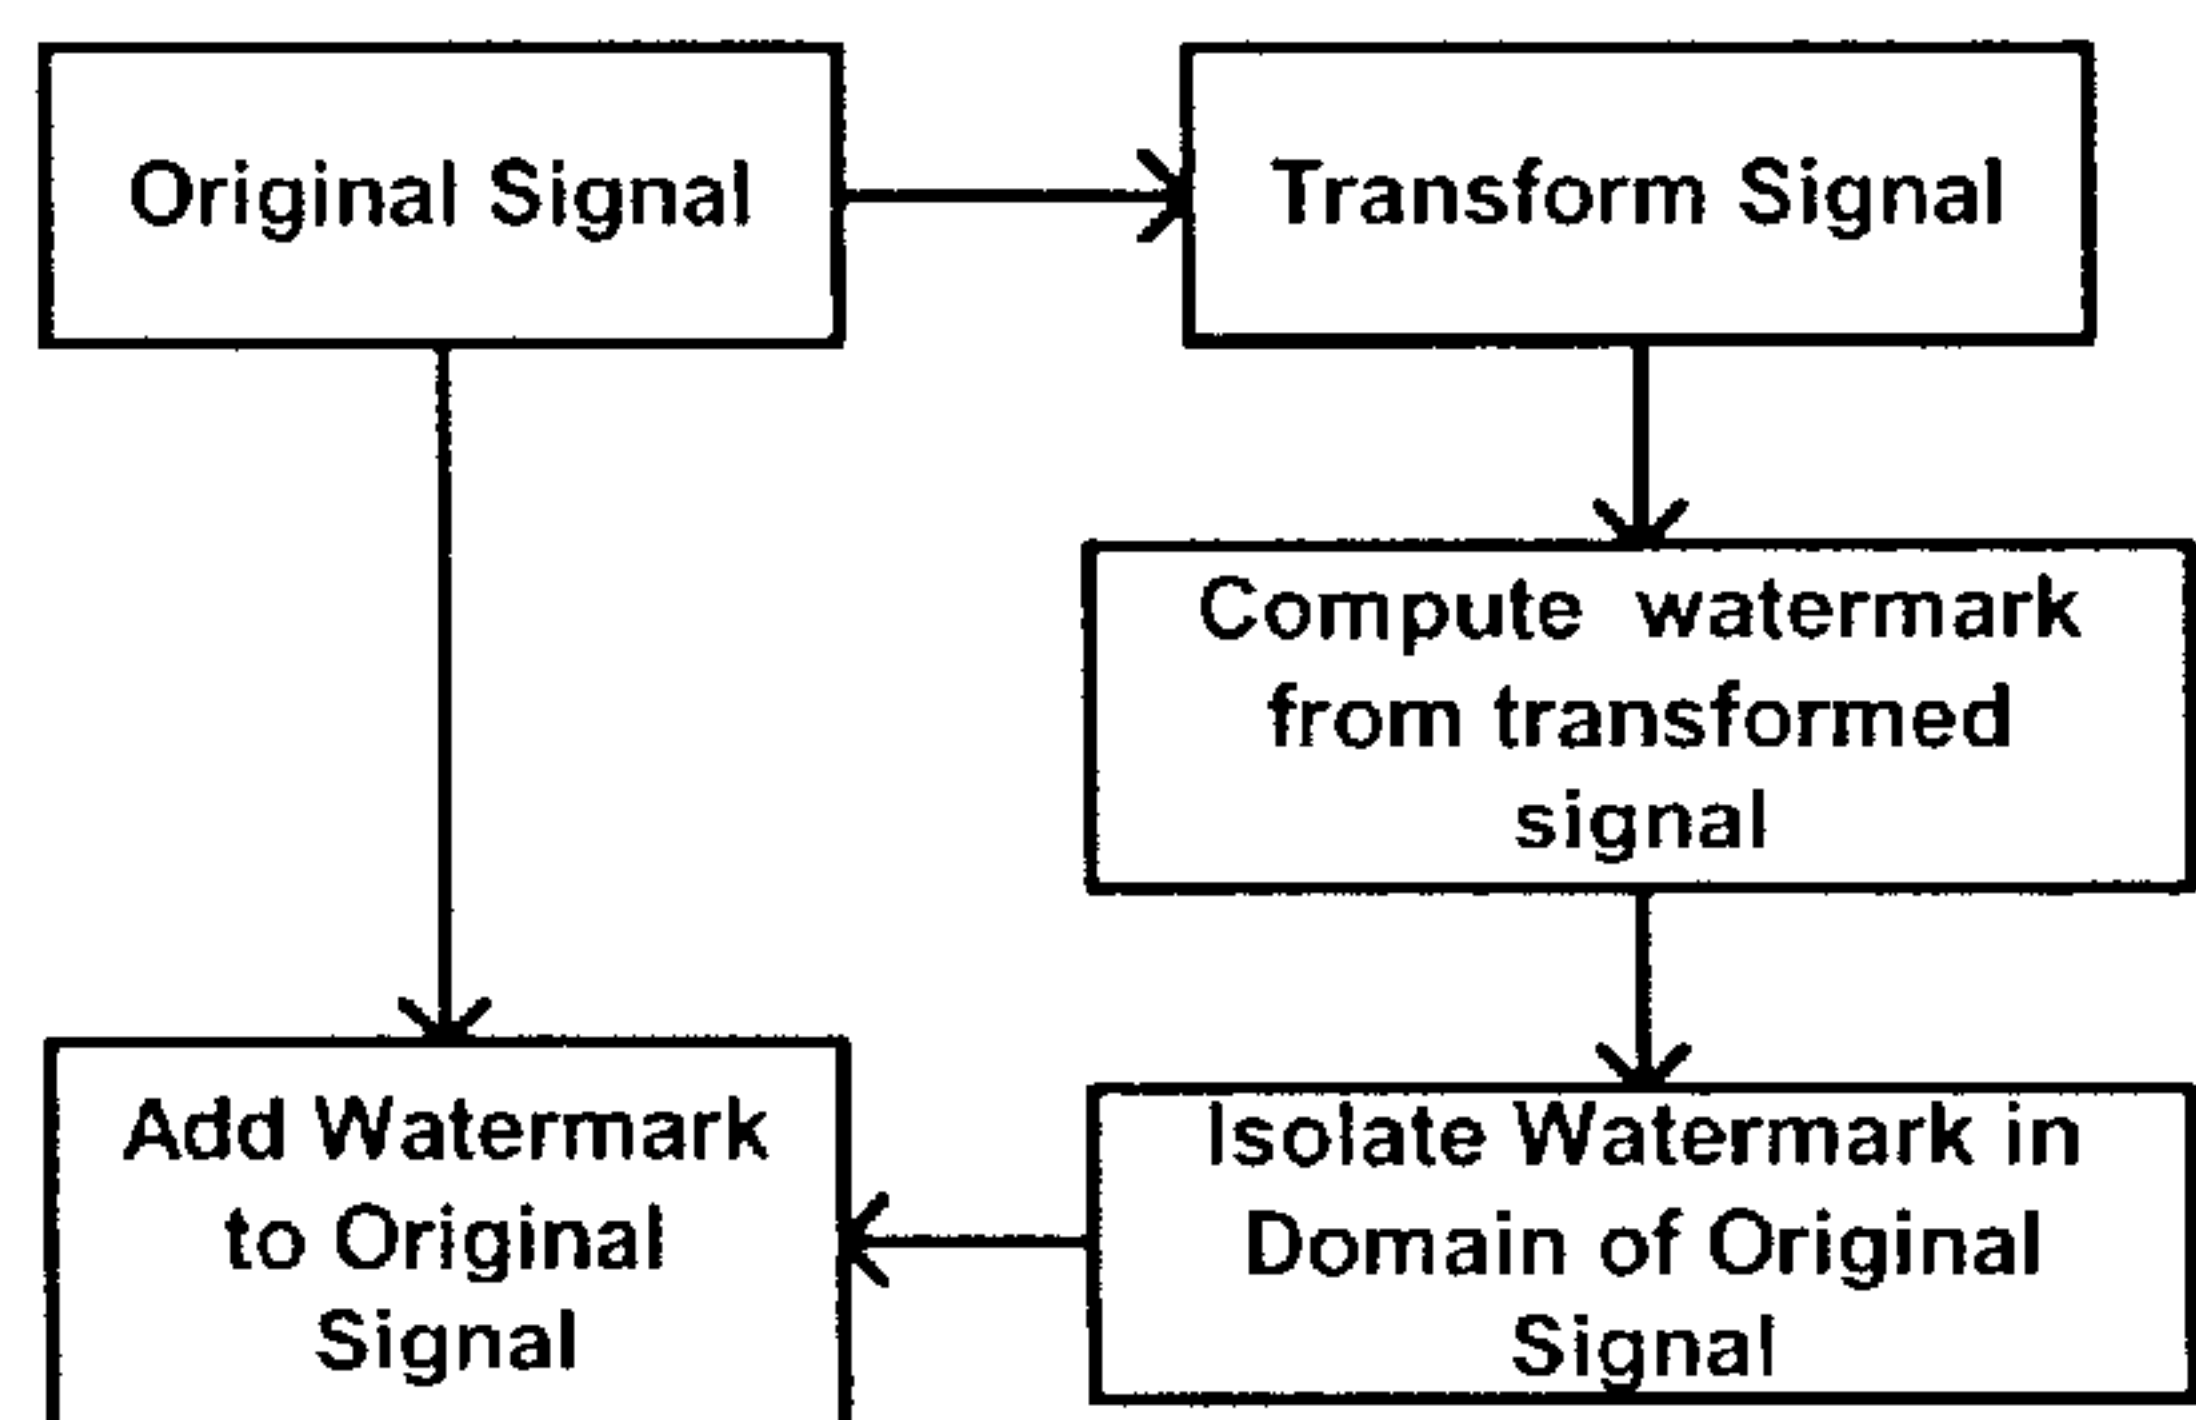 Original Signal
Transform Signal
Compute watermark
from transformed
signal
Add Watermark
to Original
Signal
Isolate Watermark in
Domain of Original
Signal